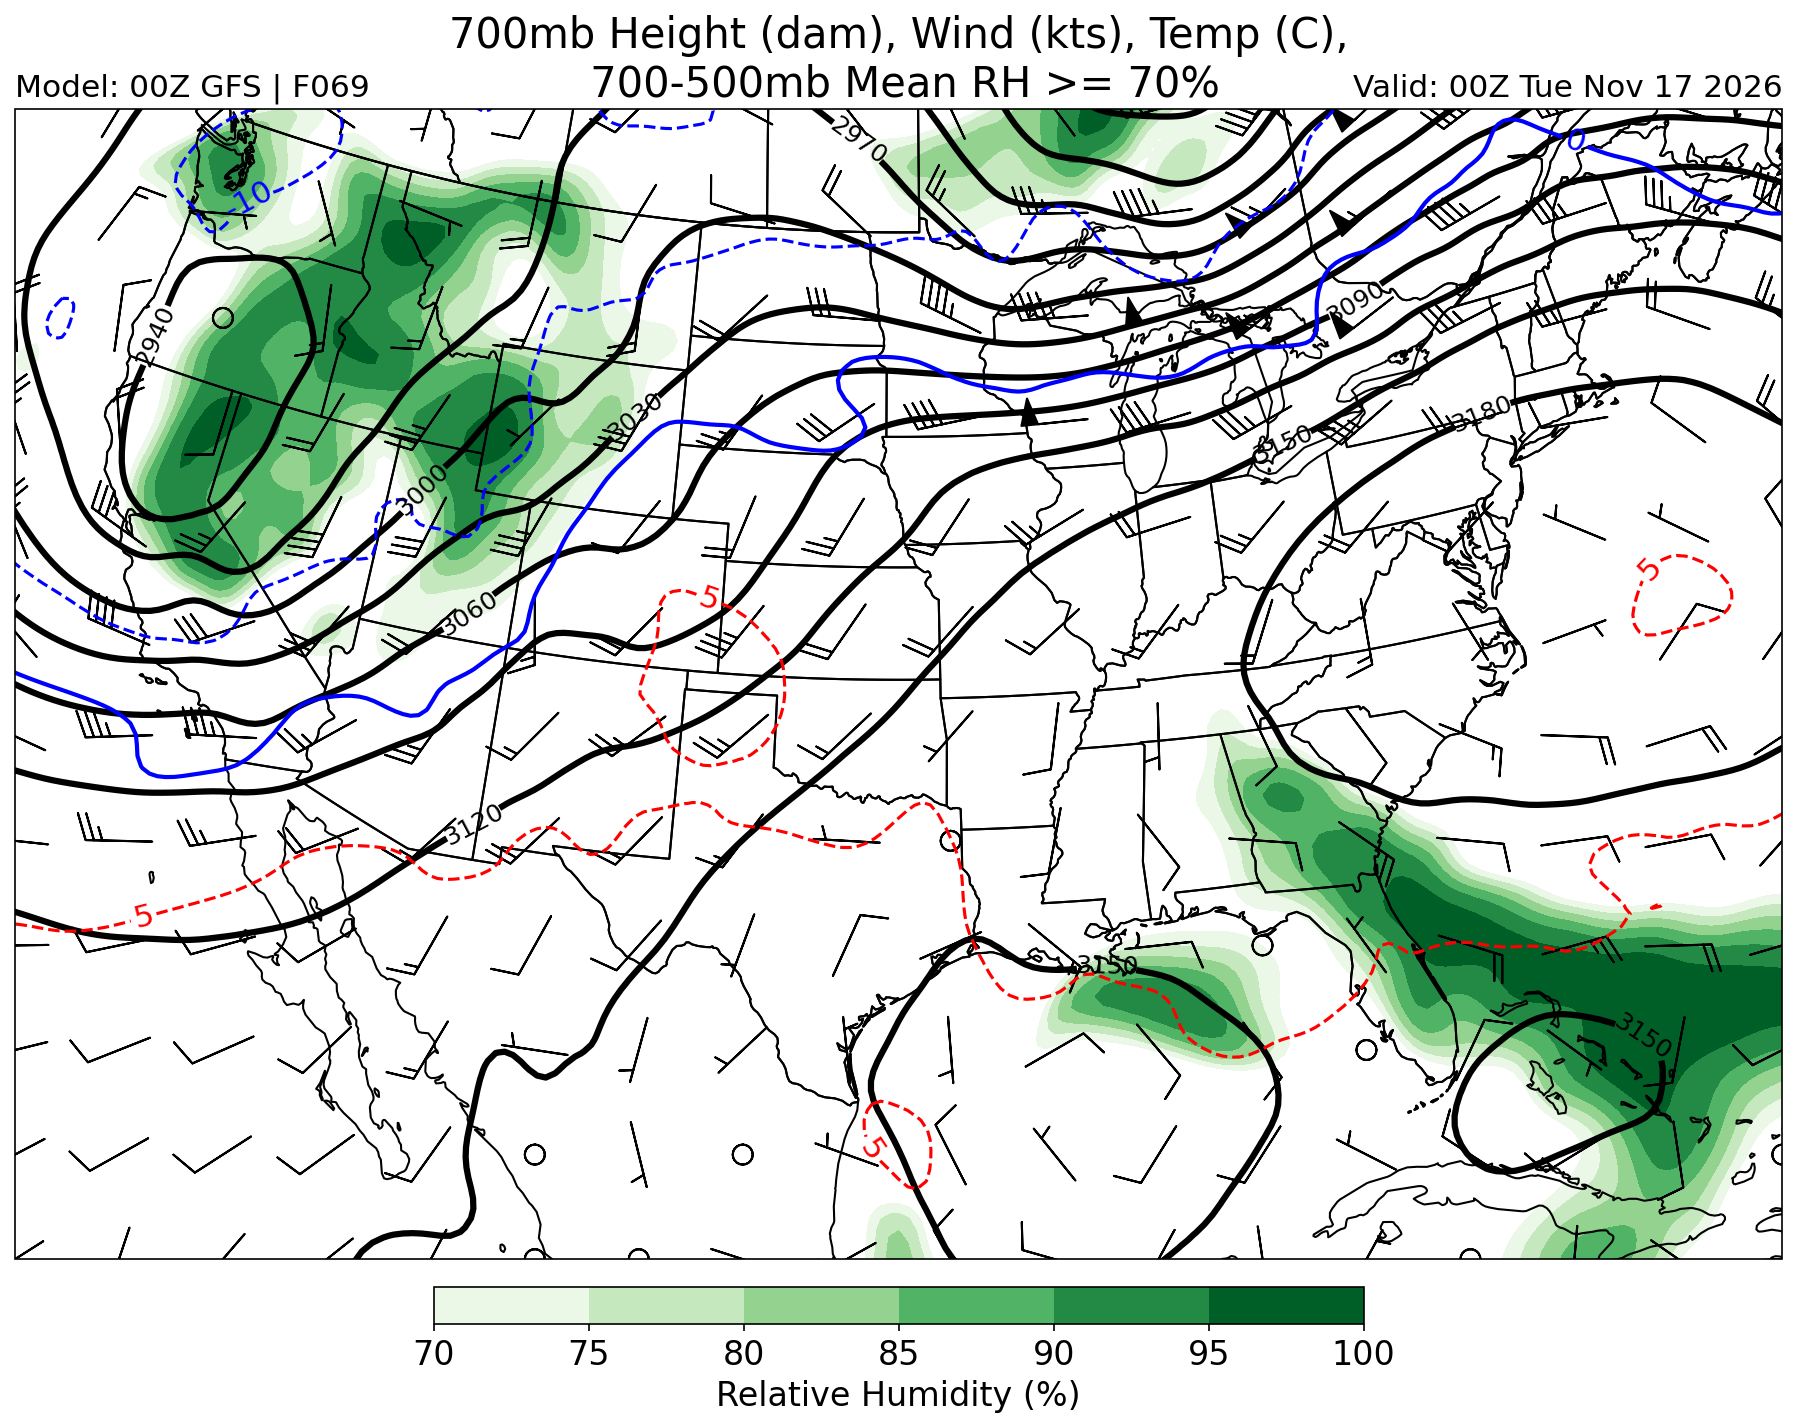 700mb Height (dam), Wind (kts), Temp (C),
700-500mb Mean RH >= 70%
Model: 00Z GFS | F069
Valid: 00Z Tue Nov 17 2026
2970
0
-10
2940
3090
3030
3180
3150
3000
5
5
3060
3120
5
3150
3150
5
70 75 80 85 90 95 100
Relative Humidity (%)